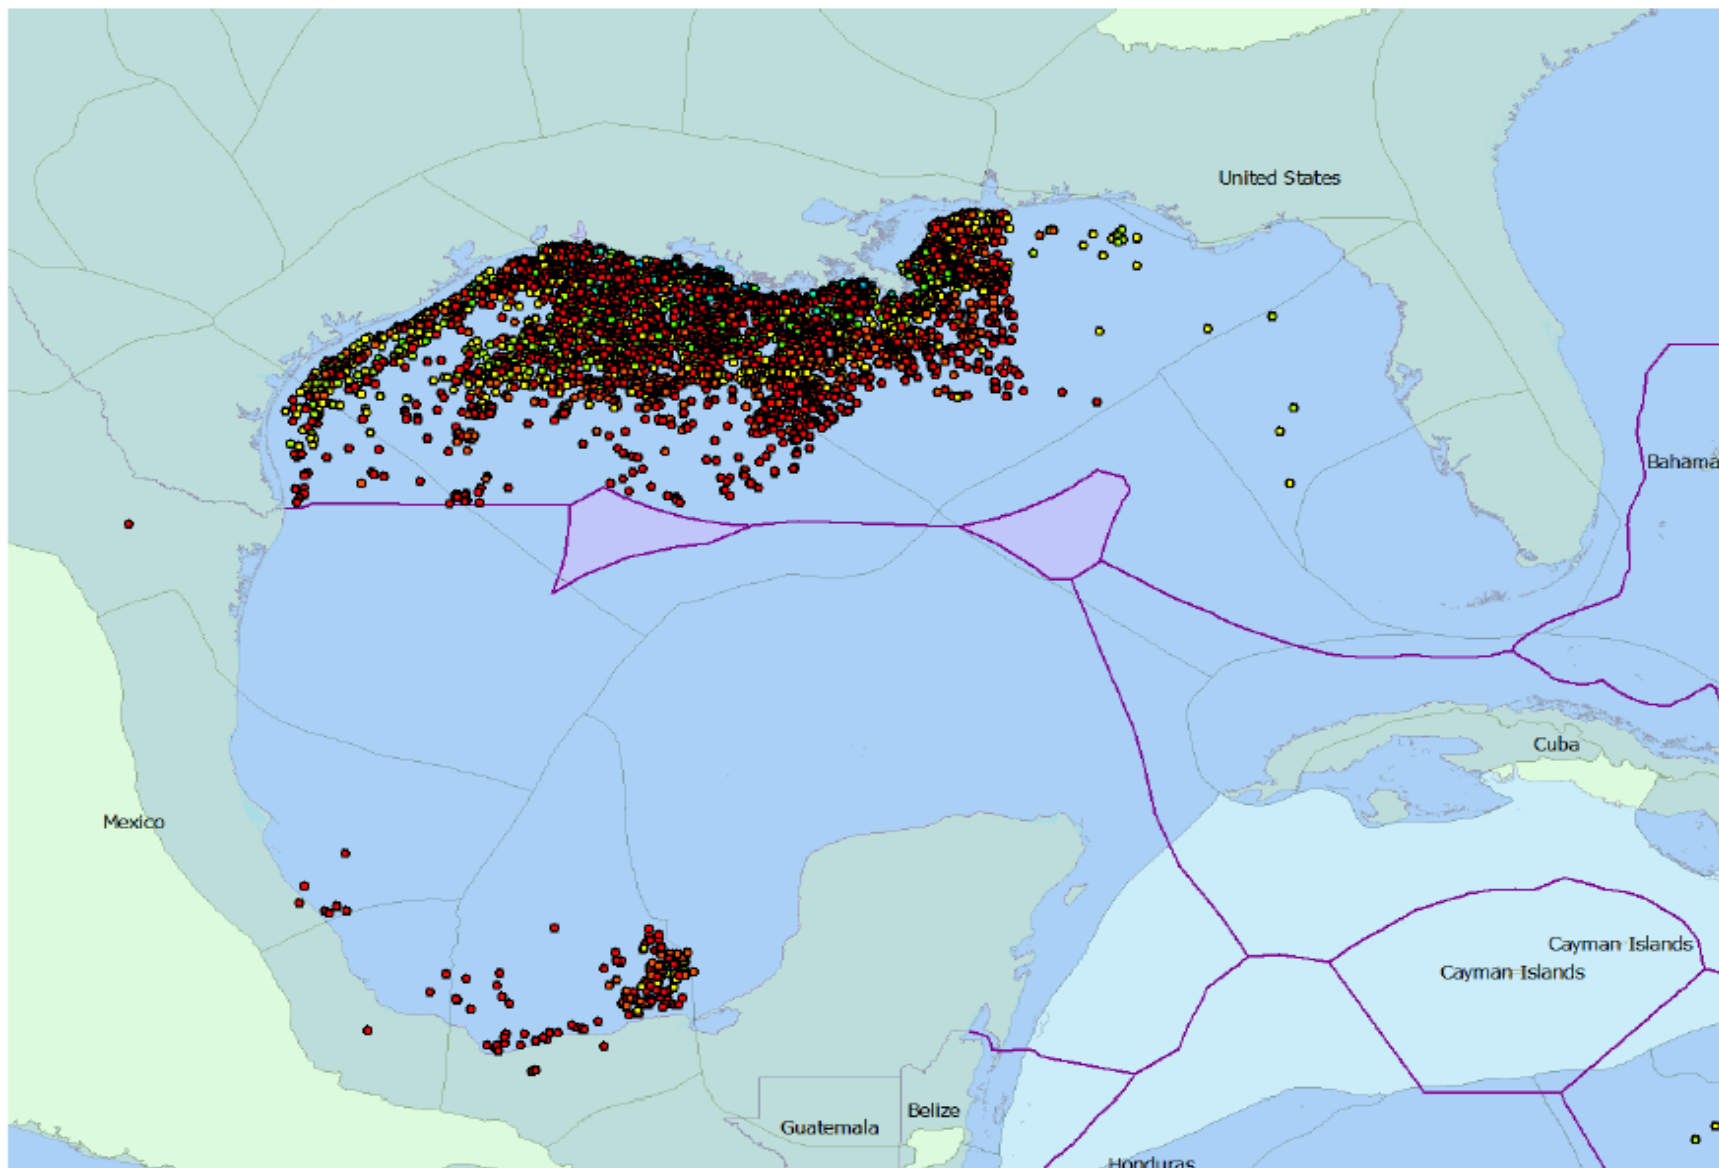 United States
Bahama
Cuba
Mexico
Cayman Islands
Cayman Islands
Belize
Guatemala
Honduras